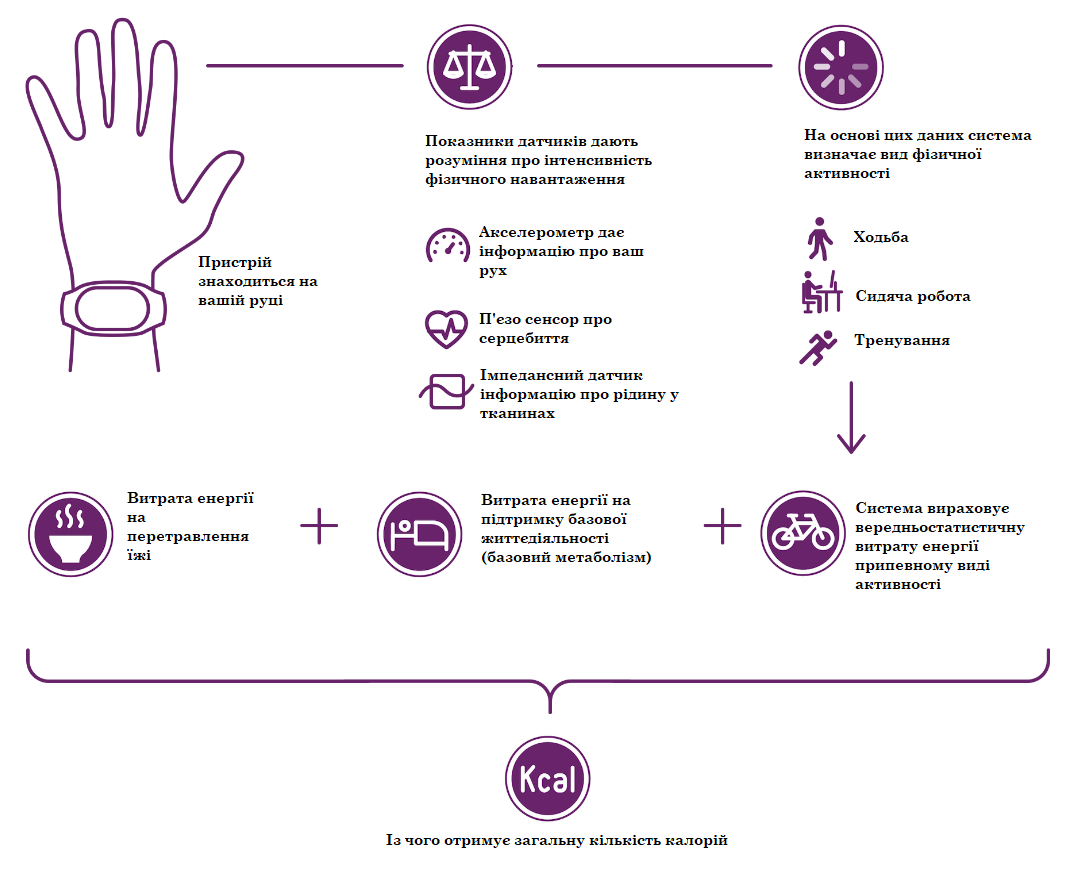 Показники датчиків дають
розуміння про інтенсивність
фізичного навантаження
На основі цих даних система
визначає вид фізичної
активності
Пристрій
знаходиться на
вашій руці
Акселерометр дає
інформацію про ваш
рух
П'єзо сенсор про
серцебиття
Імпедансний датчик
інформацію про рідину у
тканинах
Ходьба
Сидяча робота
Тренування
Витрата енергії
на
перетравлення
їжі
Витрата енергії на
підтримку базової
життєдіяльності
(базовий метаболізм)
Система вираховує
вередньостатистичну
витрату енергії
припевному виді
активності
Kcal
Із чого отримує загальну кількість калорій